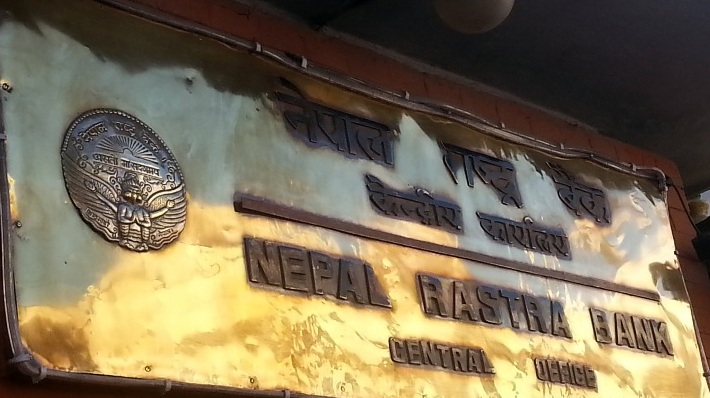 नेपाल राष्ट्र बैंक
केन्द्रीय कार्यालय
NEPAL RASTRA BANK
CENTRAL OFFICE